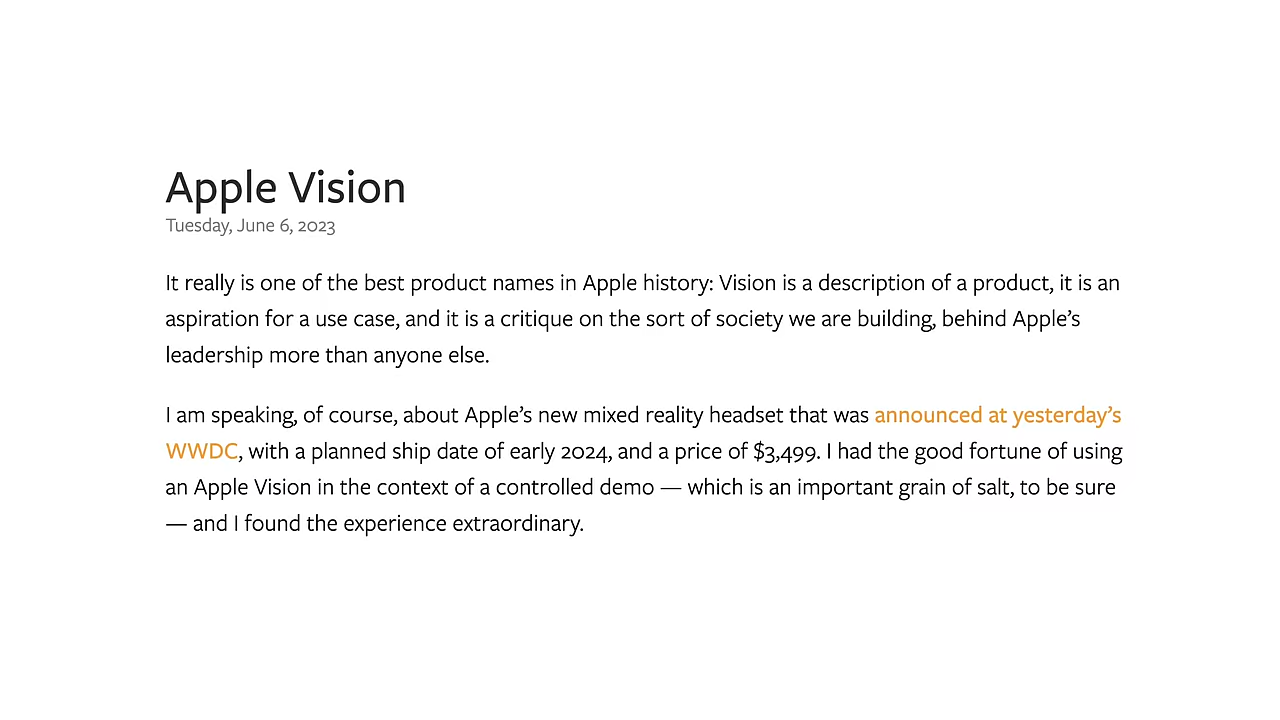 Apple Vision
Tuesday, June 6, 2023
It really is one of the best product names in Apple history: Vision is a description of a product, it is an
aspiration for a use case, and it is a critique on the sort of society we are building, behind Apple’s
leadership more than anyone else.
I am speaking, of course, about Apple’s new mixed reality headset that was announced at yesterday’s
WWDC, with a planned ship date of early 2024, and a price of $3,499. I had the good fortune of using
an Apple Vision in the context of a controlled demo — which is an important grain of salt, to be sure
— and I found the experience extraordinary.